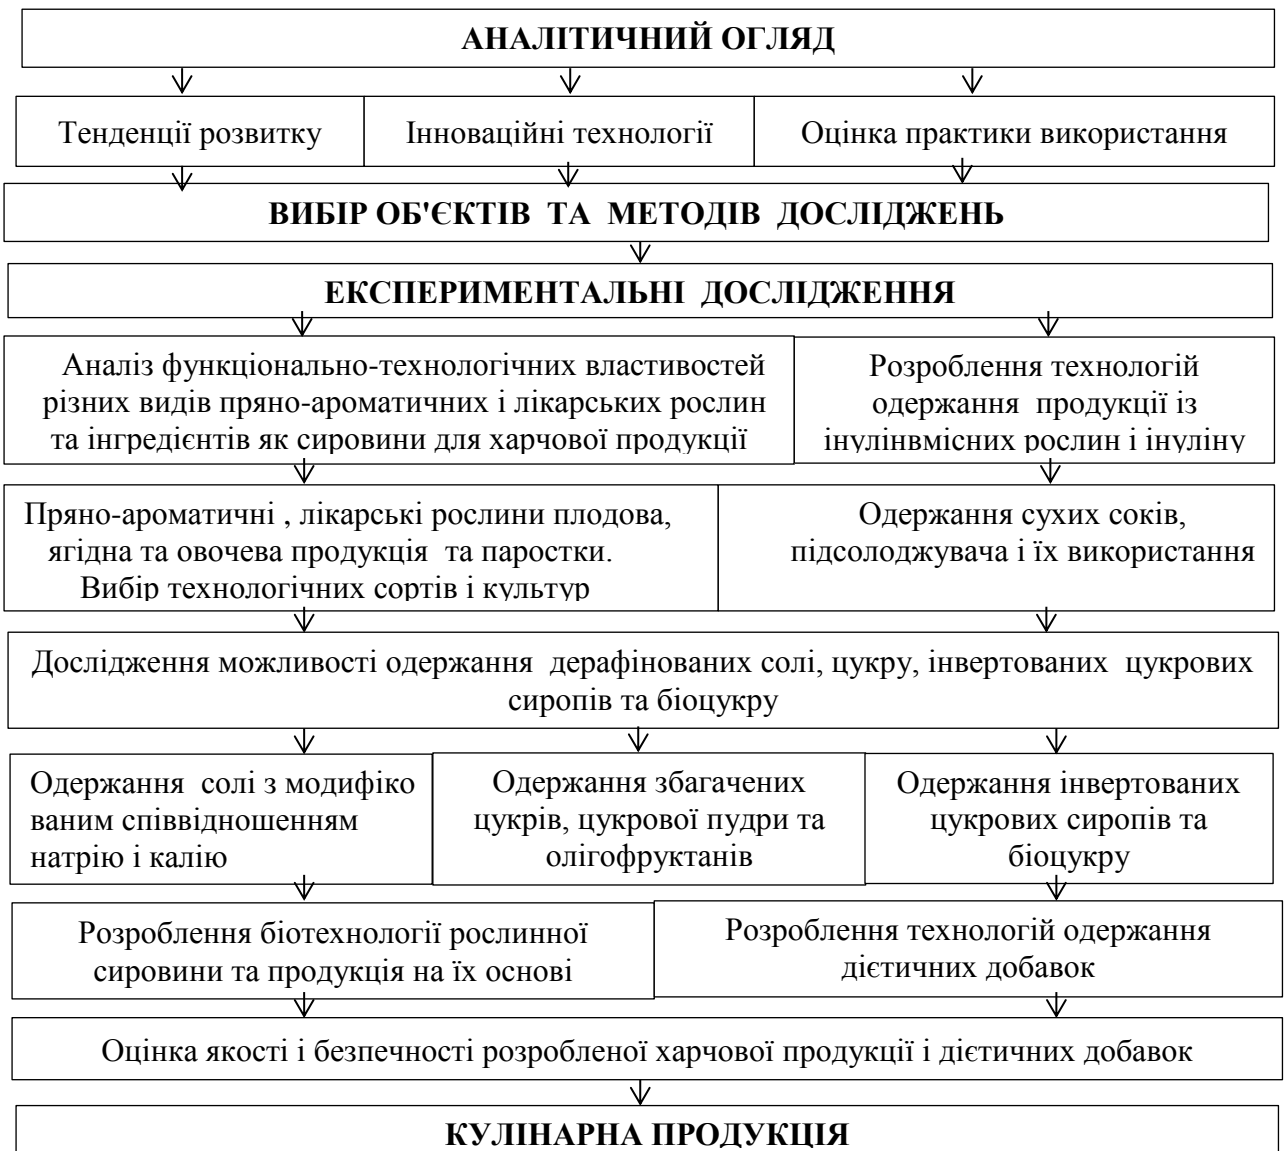 АНАЛІТИЧНИЙ ОГЛЯД
Тенденції розвитку
Інноваційні технології
Оцінка практики використання
ВИБІР ОБ'ЄКТІВ ТА МЕТОДІВ ДОСЛІДЖЕНЬ
ЕКСПЕРИМЕНТАЛЬНІ ДОСЛІДЖЕННЯ
Аналіз функціонально-технологічних властивостей
різних видів пряно-ароматичних і лікарських рослин
та інгредієнтів як сировини для харчової продукції
Розроблення технологій
одержання продукції із
інулінвмісних рослин і інуліну
Пряно-ароматичні , лікарські рослини плодова,
ягідна та овочева продукція та паростки.
Вибір технологічних сортів і культур
Одержання сухих соків,
підсолоджувача і їх використання
Дослідження можливості одержання дерафінованих солі, цукру, інвертованих цукрових
сиропів та біоцукру
Одержання солі з модифіко
ваним співвідношенням
натрію і калію
Одержання збагачених
цукрів, цукрової пудри та
олігофруктанів
Одержання інвертованих
цукрових сиропів та
біоцукру
Розроблення біотехнології рослинної
сировини та продукція на їх основі
Розроблення технологій одержання
дієтичних добавок
Оцінка якості і безпечності розробленої харчової продукції і дієтичних добавок
КУЛІНАРНА ПРОДУКЦІЯ